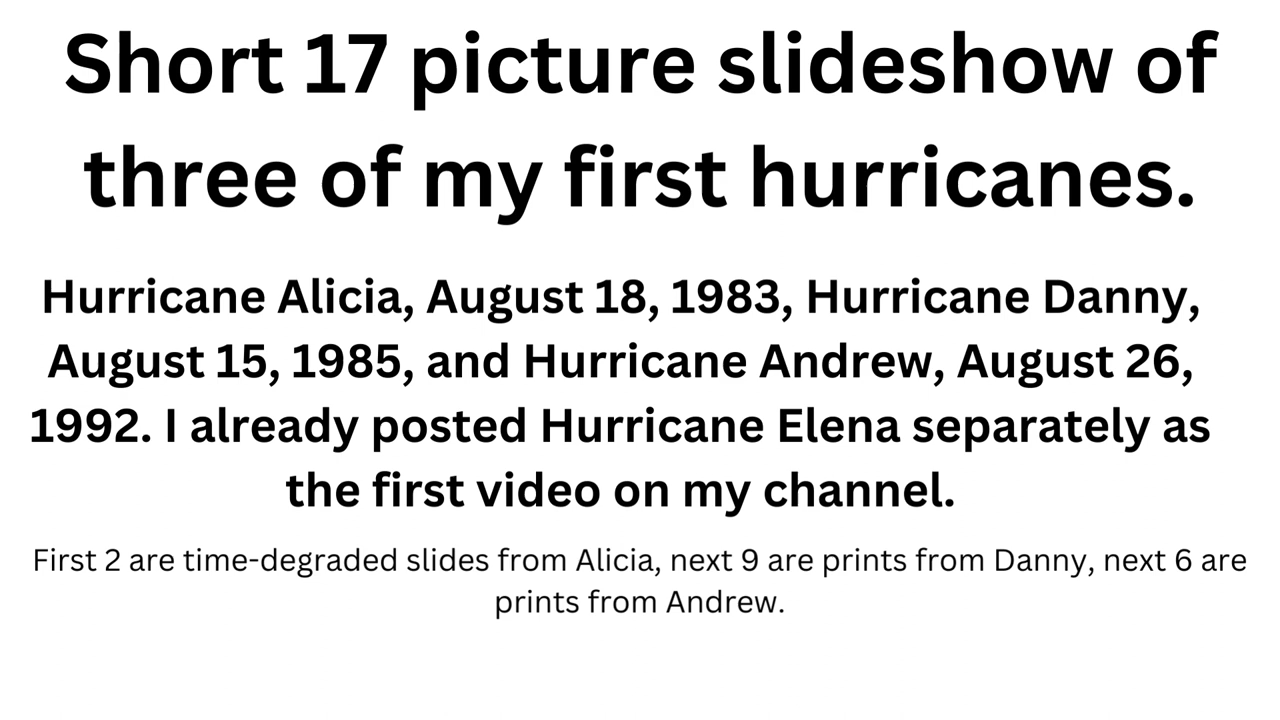 Short 17 picture slideshow of
three of my first hurricanes.
Hurricane Alicia, August 18, 1983, Hurricane Danny,
August 15, 1985, and Hurricane Andrew, August 26,
1992. I already posted Hurricane Elena separately as
the first video on my channel.
First 2 are time-degraded slides from Alicia, next 9 are prints from Danny, next 6 are
prints from Andrew.